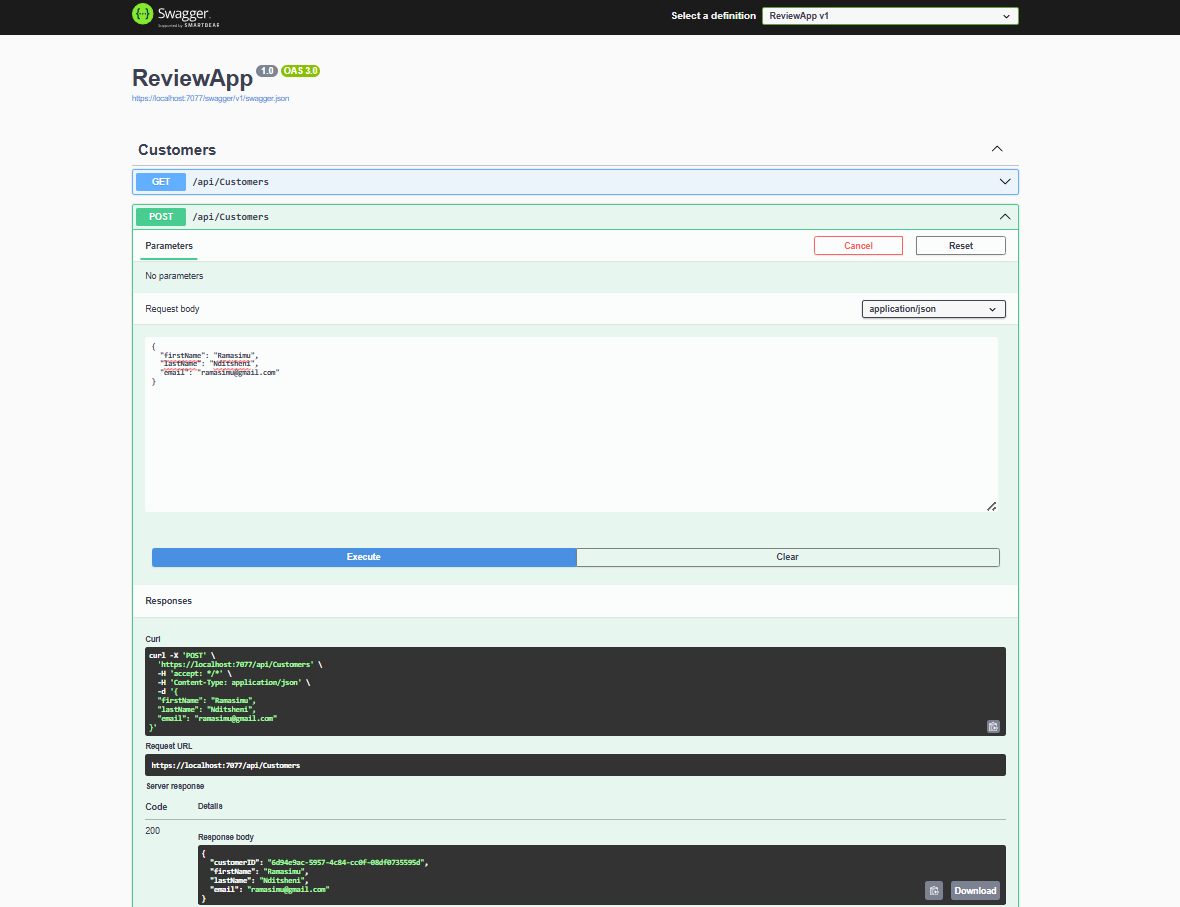 Swagger
Supported by SMARTBEAR
Select a definition
ReviewApp v1
ReviewApp 1.0 OAS 3.0
https://localhost:7077/swagger/v1/swagger.json
Customers
GET /api/Customers
POST /api/Customers
Parameters
Cancel
Reset
No parameters
Request body
application/json
{
  "firstName": "Ramasimu",
  "lastName": "Nditsheni",
  "email": "ramasimu@gmail.com"
}
Execute
Clear
Responses
Curl
curl -X 'POST' \
  'https://localhost:7077/api/Customers' \
  -H 'accept: */*' \
  -H 'Content-Type: application/json' \
  -d '{
  "firstName": "Ramasimu",
  "lastName": "Nditsheni",
  "email": "ramasimu@gmail.com"
}'
Request URL
https://localhost:7077/api/Customers
Server response
Code Details
200
Response body
{
  "customerID": "6d94e9ac-5957-4c84-cc0f-08df0735595d",
  "firstName": "Ramasimu",
  "lastName": "Nditsheni",
  "email": "ramasimu@gmail.com"
}
Download